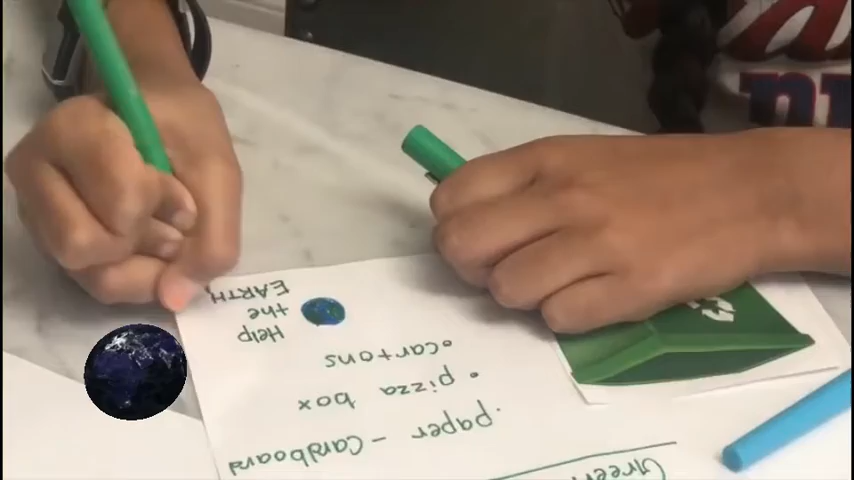 Green
• paper - Cardboard
• pizza box
• cartons
Help
the
EARTH